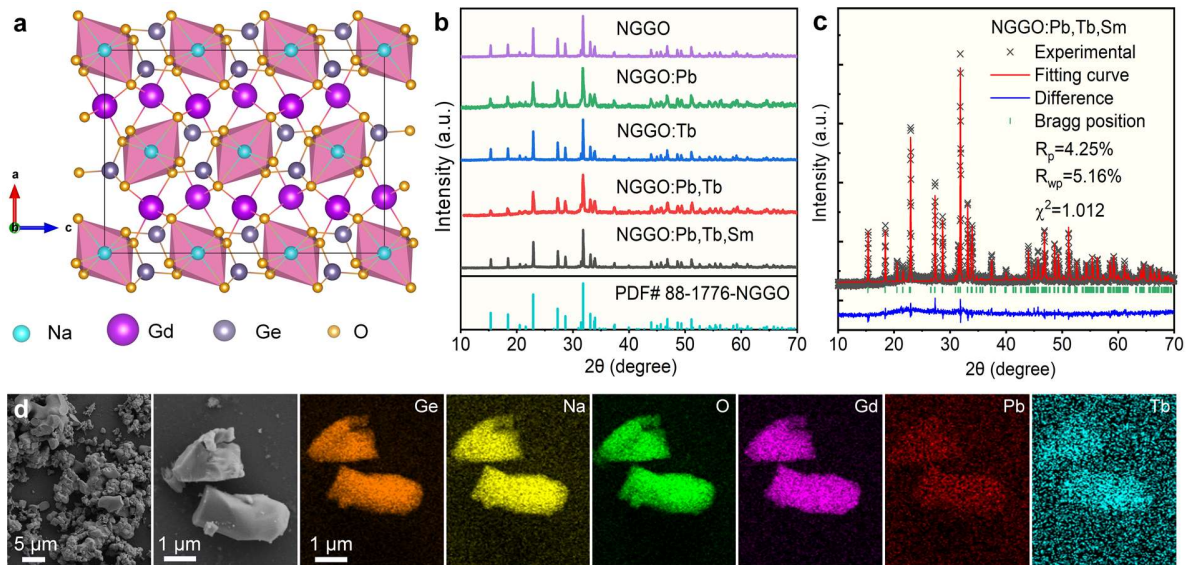 a
a
b
c
Na
Gd
Ge
O
b
NGGO
NGGO:Pb
NGGO:Tb
NGGO:Pb,Tb
NGGO:Pb,Tb,Sm
PDF# 88-1776-NGGO
Intensity (a.u.)
10 20 30 40 50 60 70
2θ (degree)
c
NGGO:Pb,Tb,Sm
Experimental
Fitting curve
Difference
Bragg position
Rp=4.25%
Rwp=5.16%
χ²=1.012
Intensity (a.u.)
10 20 30 40 50 60 70
2θ (degree)
d
5 μm
1 μm
Ge
1 μm
Na
O
Gd
Pb
Tb